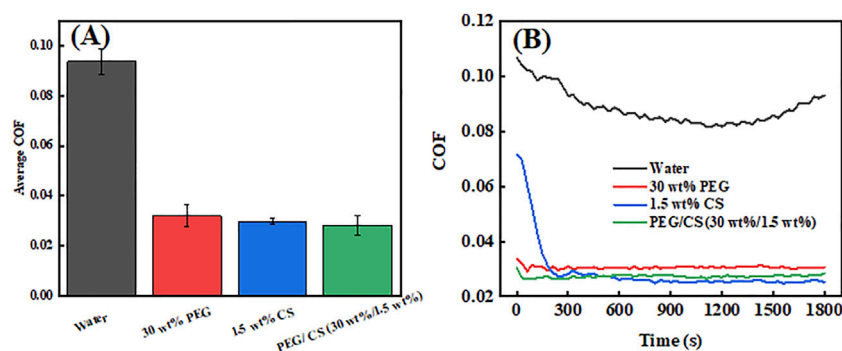 (A)
0.10
0.08
0.06
0.04
0.02
0.00
Average COF
Water
30 wt% PEG
1.5 wt% CS
PEG/ CS (30 wt%/1.5 wt%)
(B)
0.12
0.10
0.08
0.06
0.04
0.02
COF
Water
30 wt% PEG
1.5 wt% CS
PEG/CS (30 wt%/1.5 wt%)
0 300 600 900 1200 1500 1800
Time (s)